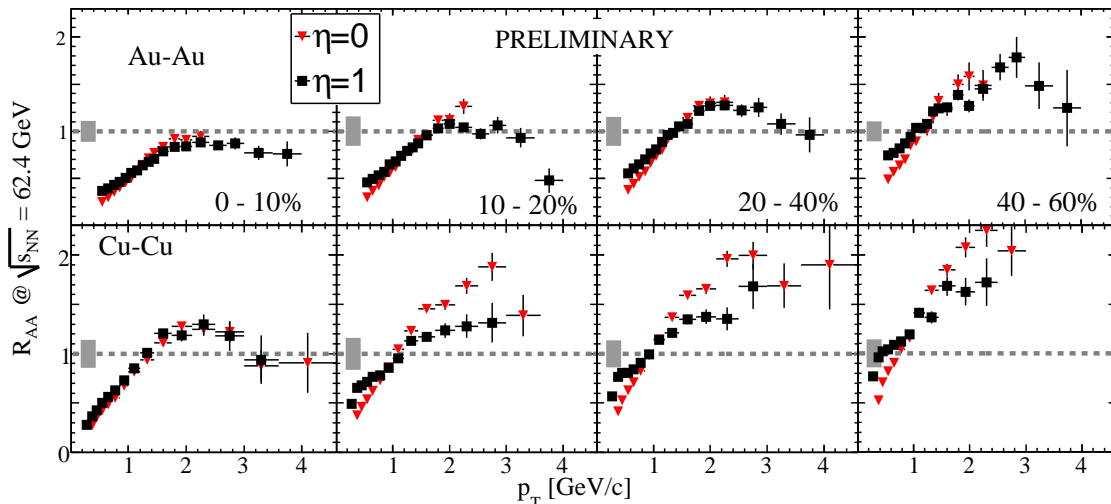 η=0
η=1
Au-Au
PRELIMINARY
2
1
0 - 10%
10 - 20%
20 - 40%
40 - 60%
R_AA @ √s_NN = 62.4 GeV
Cu-Cu
2
1
0
1 2 3 4
1 2 3 4
1 2 3 4
1 2 3 4
p_T [GeV/c]